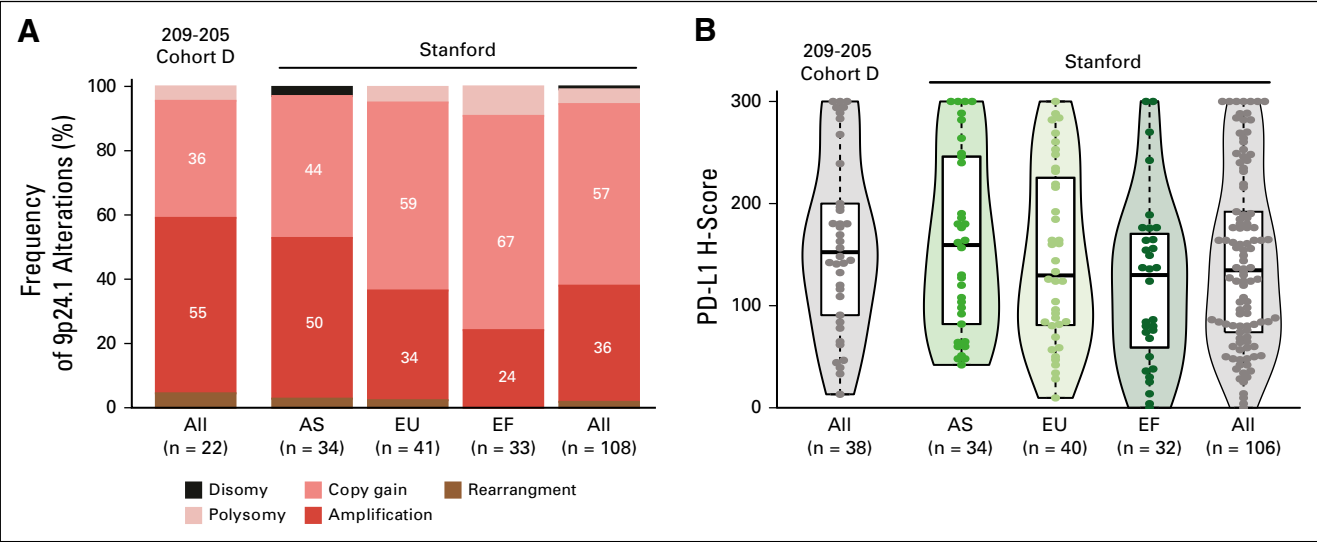 A
209-205
Cohort D
Stanford
Frequency
of 9p24.1 Alterations (%)
100
80
60
40
20
0
36
55
44
50
59
34
67
24
57
36
All
(n = 22)
AS
(n = 34)
EU
(n = 41)
EF
(n = 33)
All
(n = 108)
Disomy
Copy gain
Rearrangment
Polysomy
Amplification
B
209-205
Cohort D
Stanford
PD-L1 H-Score
300
200
100
0
All
(n = 38)
AS
(n = 34)
EU
(n = 40)
EF
(n = 32)
All
(n = 106)